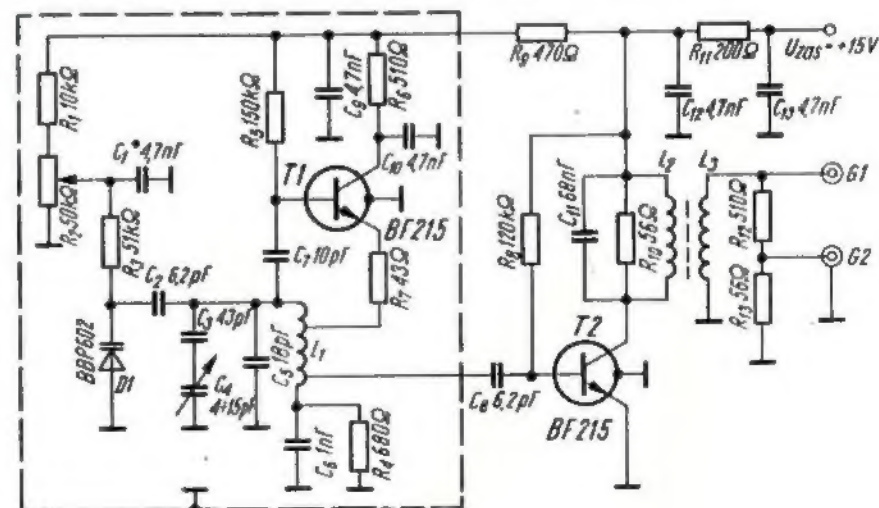 R9 470Ω
R11 200Ω
Uzas = +15V
R1 10kΩ
R5 150kΩ
C9 4,7nF
R6 510Ω
C12 4,7nF
C13 4,7nF
C1* 4,7nF
C10 4,7nF
T1
BF215
R2 50kΩ
R3 51kΩ
C7 10pF
R7 43Ω
R8 120kΩ
C11 68nF
R10 56Ω
L2
L3
G1
R12 510Ω
G2
R13 56Ω
C2 6,2pF
BBP602
D1
C3 43pF
C4
4÷15pF
C5 18pF
L1
C6 1nF
R4 680Ω
C8 6,2pF
T2
BF215